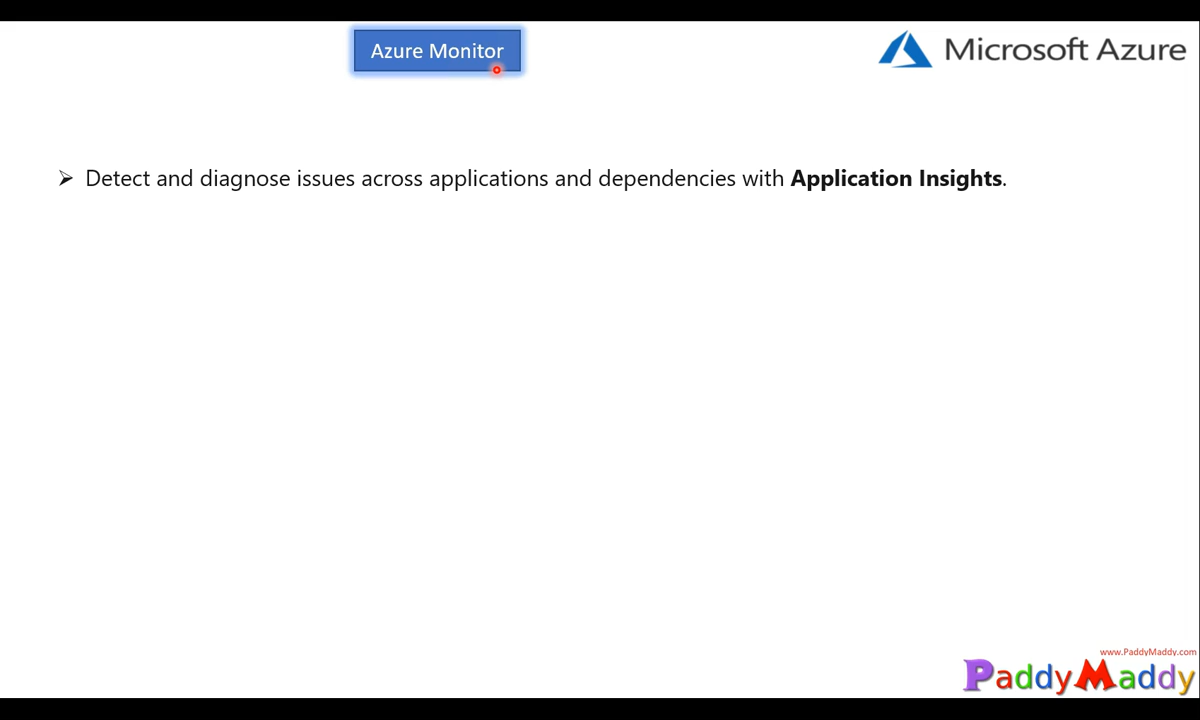 Azure Monitor
Microsoft Azure
➢ Detect and diagnose issues across applications and dependencies with Application Insights.
www.PaddyMaddy.com
PaddyMaddy